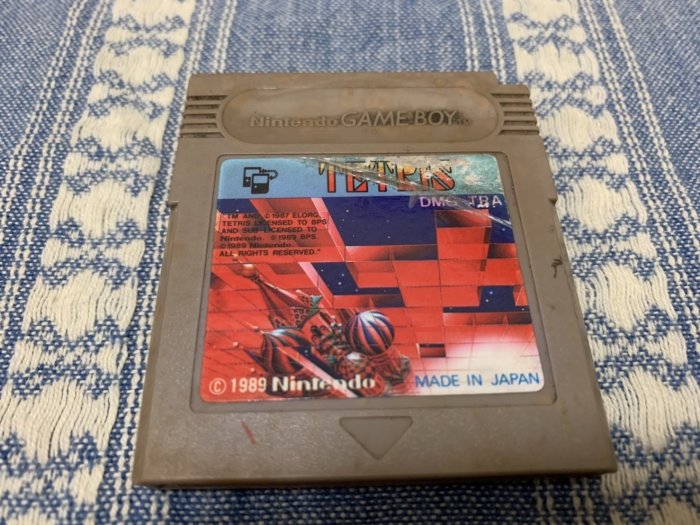 Nintendo GAME BOY TM
TETRIS
DMG-TRA
"TM AND ©1987 ELORG,
TETRIS LICENSED TO BPS
AND SUB-LICENSED TO
Nintendo. ©1989 BPS.
©1989 Nintendo.
ALL RIGHTS RESERVED."
© 1989 Nintendo
MADE IN JAPAN